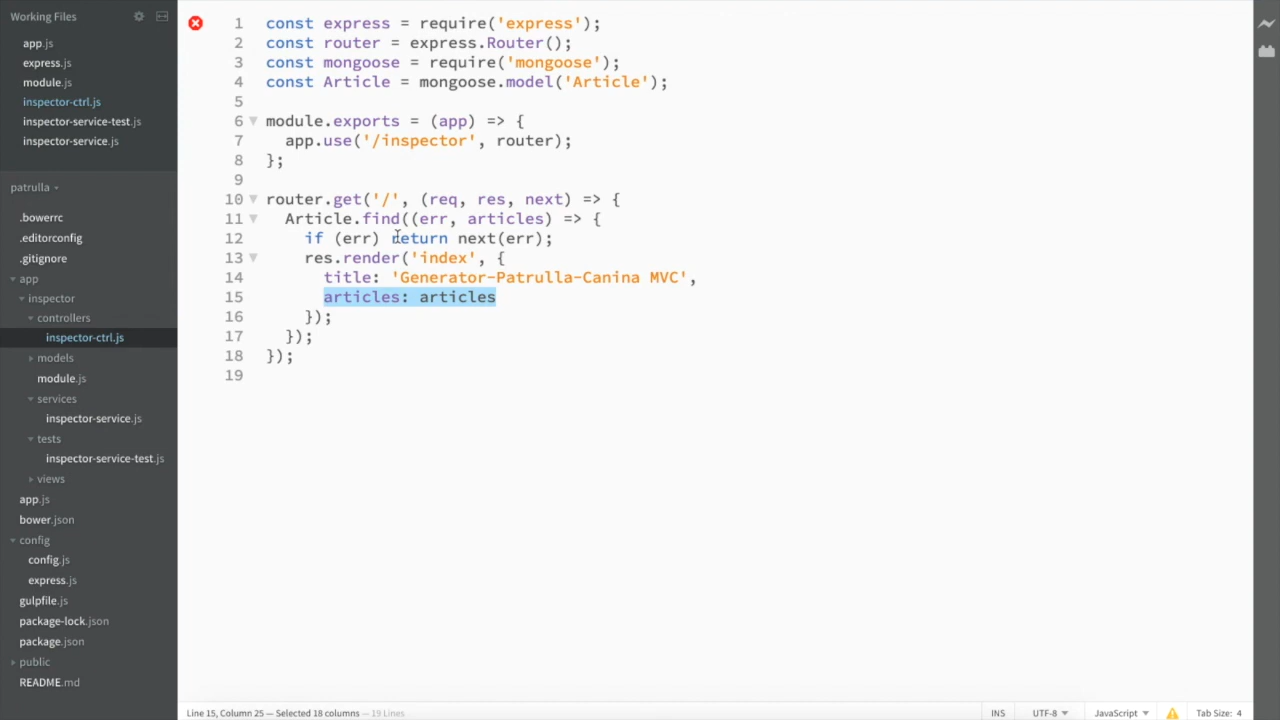 Working Files
app.js
express.js
module.js
inspector-ctrl.js
inspector-service-test.js
inspector-service.js
patrulla
.bowerrc
.editorconfig
.gitignore
app
inspector
controllers
inspector-ctrl.js
models
module.js
services
inspector-service.js
tests
inspector-service-test.js
views
app.js
bower.json
config
config.js
express.js
gulpfile.js
package-lock.json
package.json
public
README.md
1 const express = require('express');
2 const router = express.Router();
3 const mongoose = require('mongoose');
4 const Article = mongoose.model('Article');
5
6 module.exports = (app) => {
7 app.use('/inspector', router);
8 };
9
10 router.get('/', (req, res, next) => {
11 Article.find((err, articles) => {
12 if (err) return next(err);
13 res.render('index', {
14 title: 'Generator-Patrulla-Canina MVC',
15 articles: articles
16 });
17 });
18 });
19
Line 15, Column 25 — Selected 18 columns — 19 Lines
INS UTF-8 JavaScript Tab Size: 4